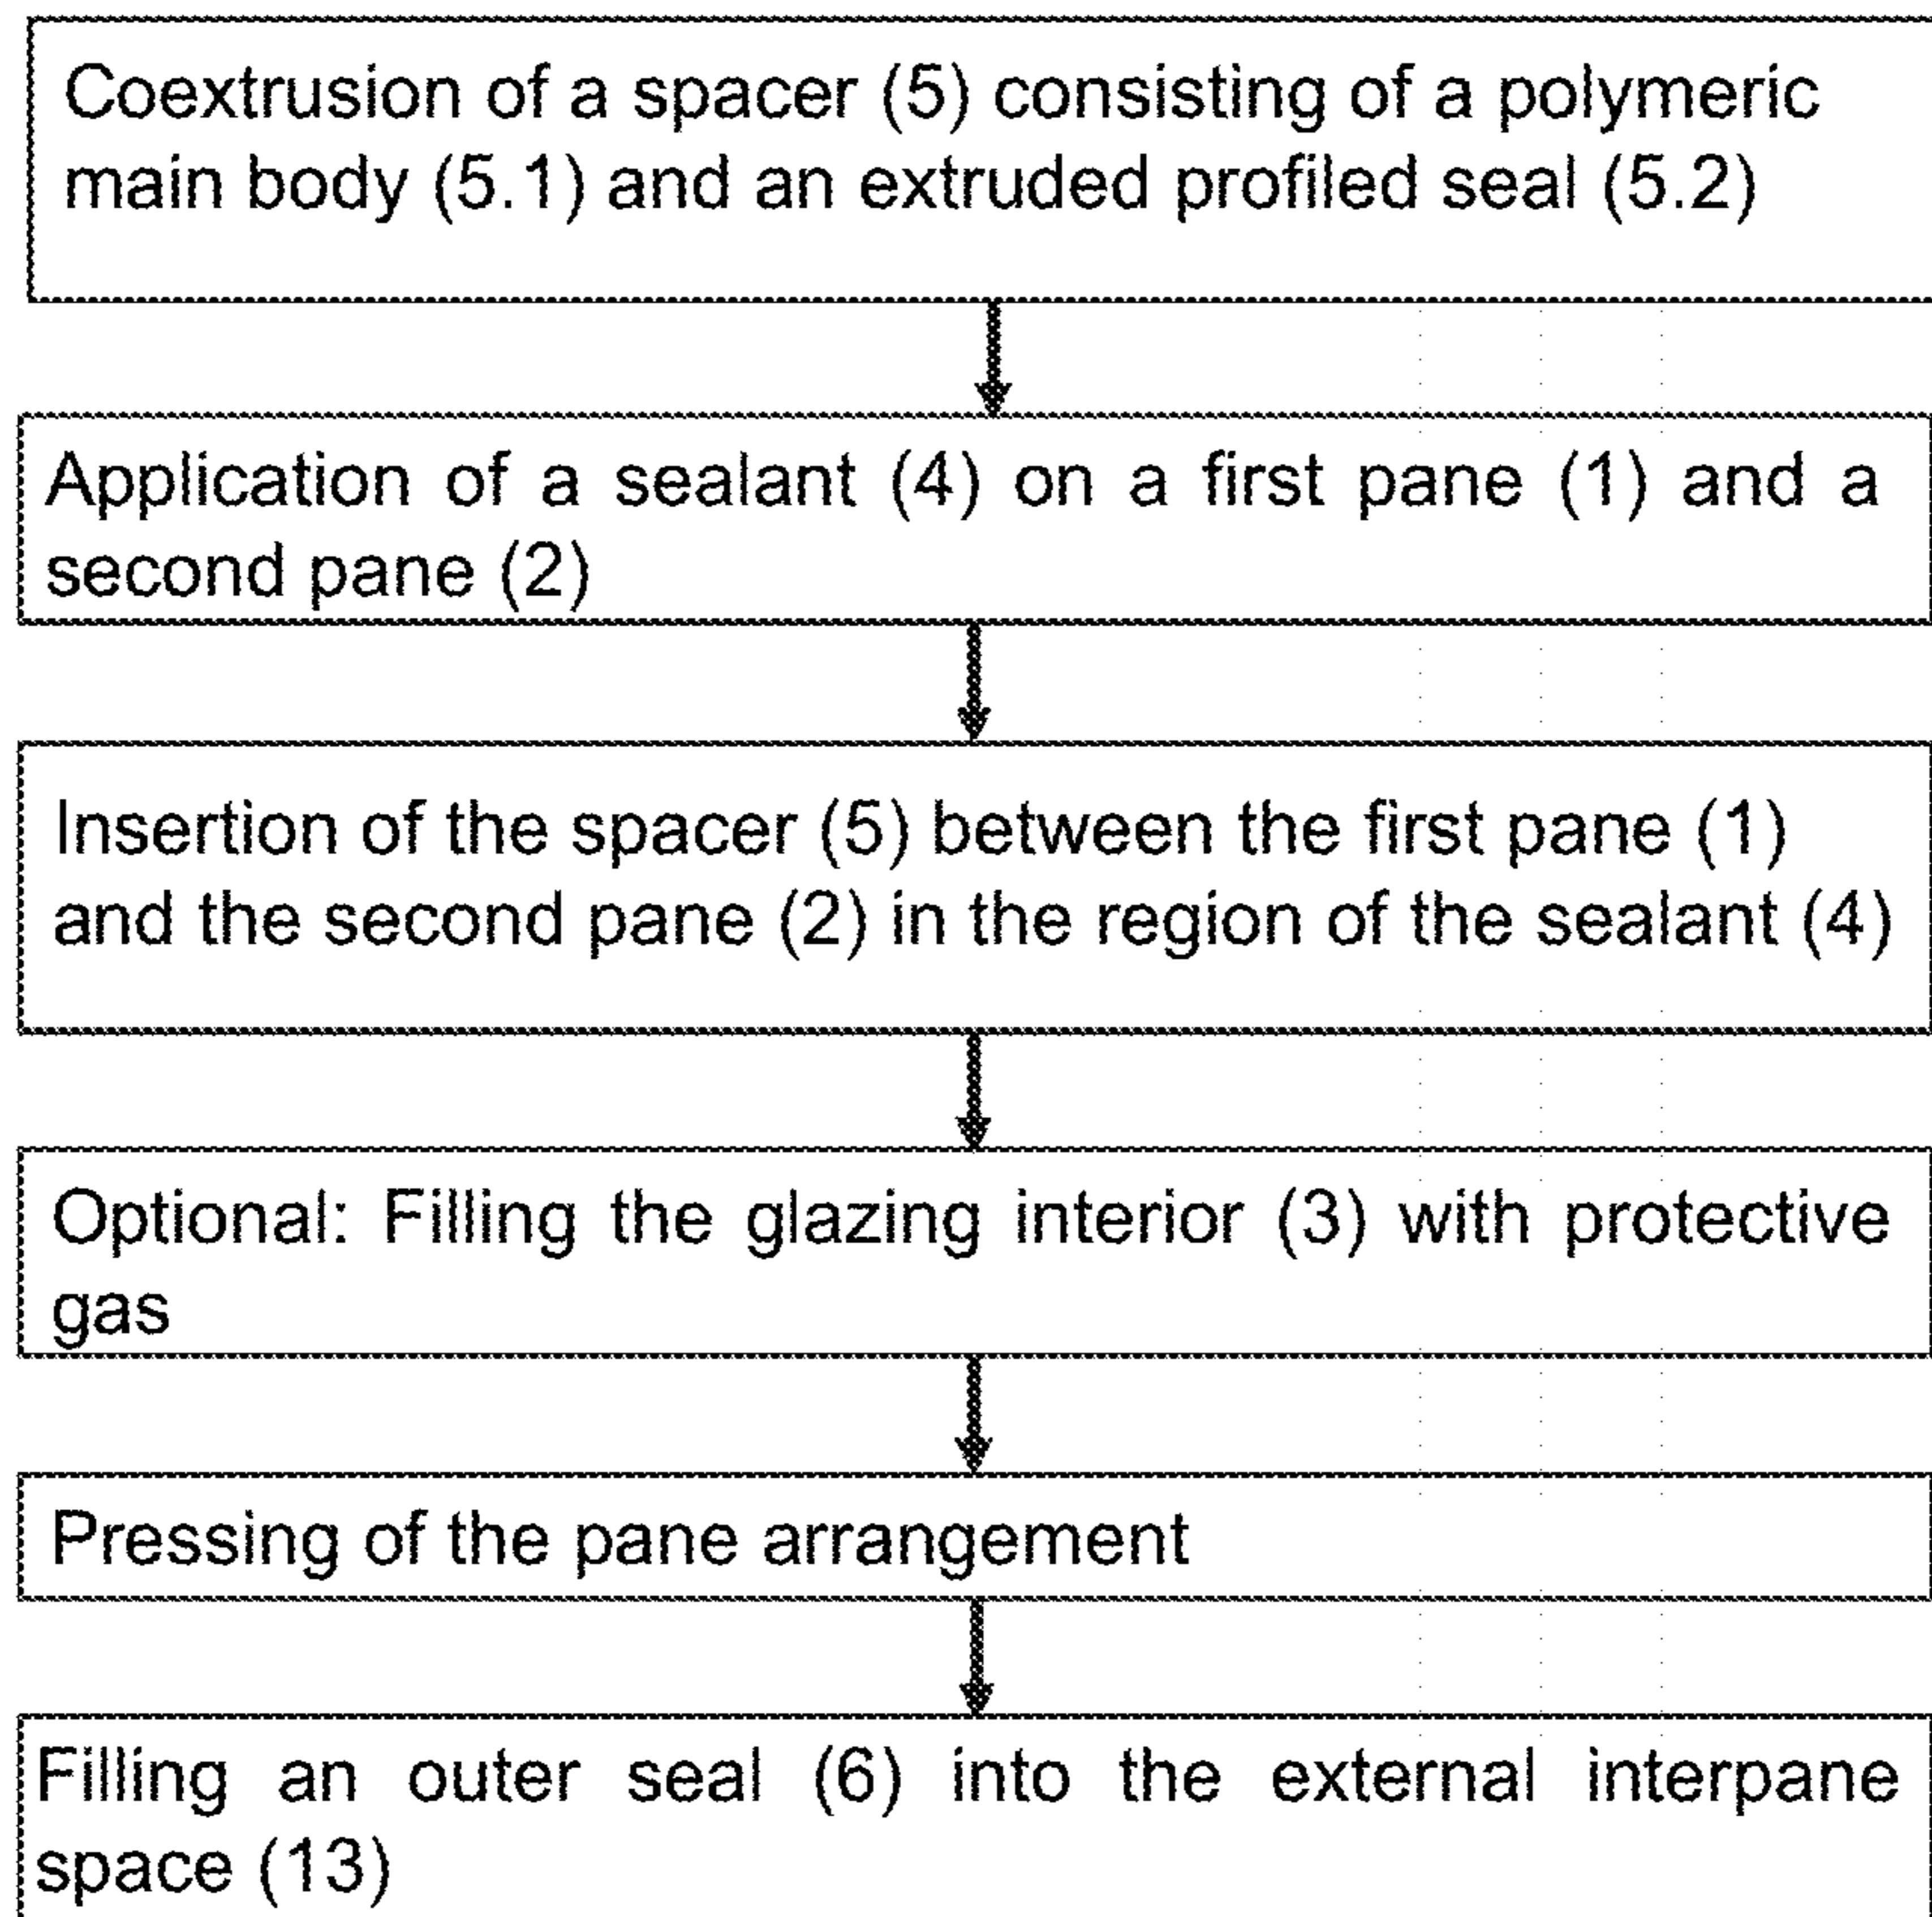 Coextrusion of a spacer (5) consisting of a polymeric
main body (5.1) and an extruded profiled seal (5.2)
Application of a sealant (4) on a first pane (1) and a
second pane (2)
Insertion of the spacer (5) between the first pane (1)
and the second pane (2) in the region of the sealant (4)
Optional: Filling the glazing interior (3) with protective
gas
Pressing of the pane arrangement
Filling an outer seal (6) into the external interpane
space (13)